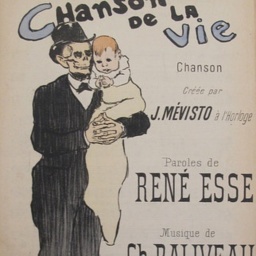 CHANSON
DE LA
Vie
Chanson
Créée par
J. MÉVISTO à l'Horloge
Paroles de
RENÉ ESSE
Musique de